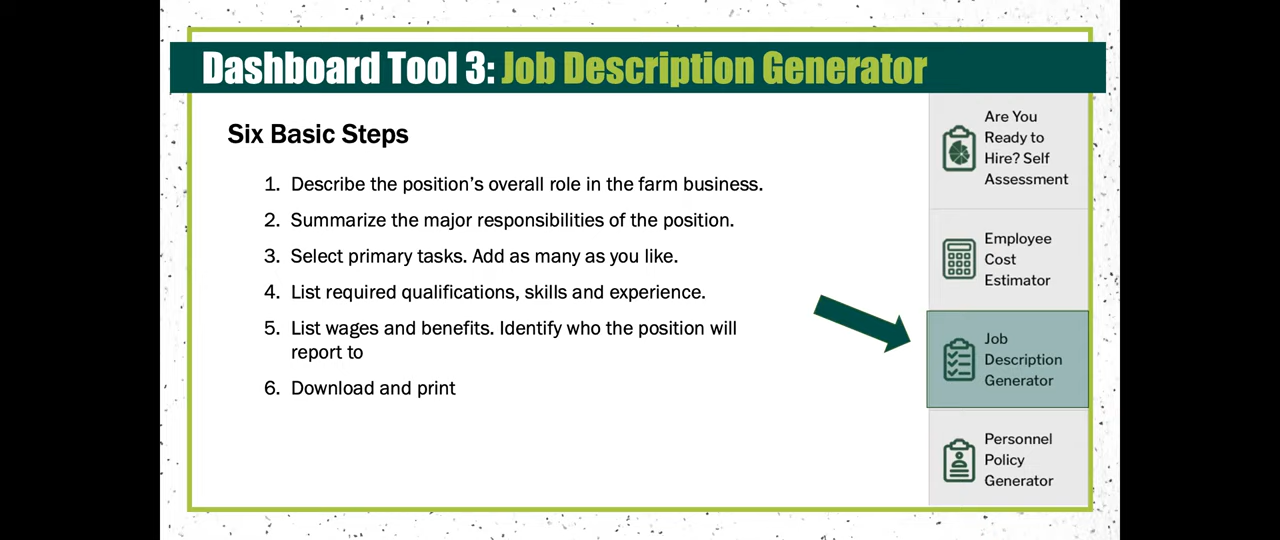 Dashboard Tool 3: Job Description Generator
Six Basic Steps
1. Describe the position's overall role in the farm business.
2. Summarize the major responsibilities of the position.
3. Select primary tasks. Add as many as you like.
4. List required qualifications, skills and experience.
5. List wages and benefits. Identify who the position will
report to
6. Download and print
Are You
Ready to
Hire? Self
Assessment
Employee
Cost
Estimator
Job
Description
Generator
Personnel
Policy
Generator